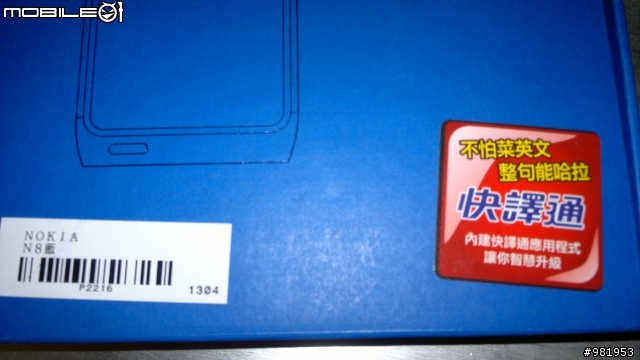 MOBILE01
不怕菜英文
整句能哈拉
快譯通
內建快譯通應用程式
讓你智慧升級
NOKIA
N8藍
P2216
1304
#981953